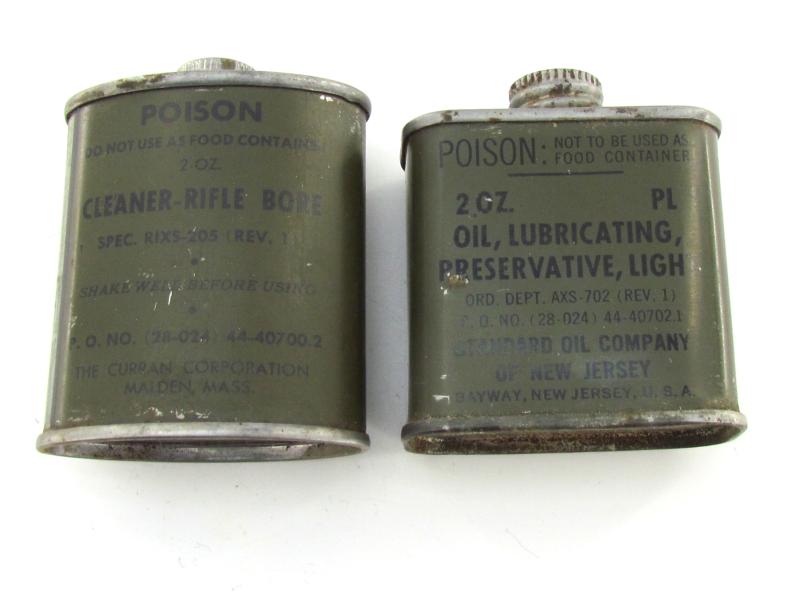 POISON
DO NOT USE AS FOOD CONTAINER
2-OZ.
CLEANER-RIFLE BORE
SPEC. RIXS-205 (REV. 1)
SHAKE WELL BEFORE USING
P. O. NO. (28-024) 44-40700.2
THE CURRAN CORPORATION
MALDEN, MASS.
POISON: NOT TO BE USED AS
FOOD CONTAINER
2 OZ. PL
OIL, LUBRICATING,
PRESERVATIVE, LIGHT
ORD. DEPT. AXS-702 (REV. 1)
P. O. NO. (28-024) 44-40702.1
STANDARD OIL COMPANY
OF NEW JERSEY
BAYWAY, NEW JERSEY, U. S. A.